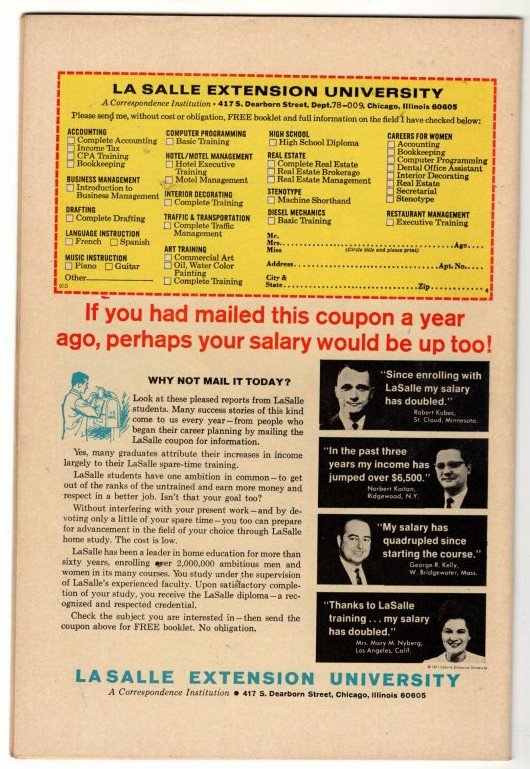 LA SALLE EXTENSION UNIVERSITY
A Correspondence Institution • 417 S. Dearborn Street, Dept.78-009, Chicago, Illinois 60605
Please send me, without cost or obligation, FREE booklet and full information on the field I have checked below:
ACCOUNTING
Complete Accounting
Income Tax
CPA Training
Bookkeeping
BUSINESS MANAGEMENT
Introduction to
Business Management
DRAFTING
Complete Drafting
LANGUAGE INSTRUCTION
French Spanish
MUSIC INSTRUCTION
Piano Guitar
Other
COMPUTER PROGRAMMING
Basic Training
HOTEL/MOTEL MANAGEMENT
Hotel Executive
Training
Motel Management
INTERIOR DECORATING
Complete Training
TRAFFIC & TRANSPORTATION
Complete Traffic
Management
ART TRAINING
Commercial Art
Oil, Water Color
Painting
Complete Training
HIGH SCHOOL
High School Diploma
REAL ESTATE
Complete Real Estate
Real Estate Brokerage
Real Estate Management
STENOTYPE
Machine Shorthand
DIESEL MECHANICS
Basic Training
CAREERS FOR WOMEN
Accounting
Bookkeeping
Computer Programming
Dental Office Assistant
Interior Decorating
Real Estate
Secretarial
Stenotype
RESTAURANT MANAGEMENT
Executive Training
Mr.
Mrs. Age
Miss (Circle title and please print)
Address Apt. No.
City &
State Zip
4
If you had mailed this coupon a year
ago, perhaps your salary would be up too!
WHY NOT MAIL IT TODAY?
Look at these pleased reports from LaSalle
students. Many success stories of this kind
come to us every year—from people who
began their career planning by mailing the
LaSalle coupon for information.
Yes, many graduates attribute their increases in income
largely to their LaSalle spare-time training.
LaSalle students have one ambition in common—to get
out of the ranks of the untrained and earn more money and
respect in a better job. Isn't that your goal too?
Without interfering with your present work—and by de-
voting only a little of your spare time—you too can prepare
for advancement in the field of your choice through LaSalle
home study. The cost is low.
LaSalle has been a leader in home education for more than
sixty years, enrolling over 2,000,000 ambitious men and
women in its many courses. You study under the supervision
of LaSalle's experienced faculty. Upon satisfactory comple-
tion of your study, you receive the LaSalle diploma—a rec-
ognized and respected credential.
Check the subject you are interested in—then send the
coupon above for FREE booklet. No obligation.
"Since enrolling with
LaSalle my salary
has doubled."
Robert Kubec,
St. Cloud, Minnesota.
"In the past three
years my income has
jumped over $6,500."
Norbert Kaiton,
Ridgewood, N.Y.
"My salary has
quadrupled since
starting the course."
George R. Kelly,
W. Bridgewater, Mass.
"Thanks to LaSalle
training . . . my salary
has doubled."
Mrs. Mary M. Nyberg,
Los Angeles, Calif.
© 1971 LaSalle Extension University
LA SALLE EXTENSION UNIVERSITY
A Correspondence Institution • 417 S. Dearborn Street, Chicago, Illinois 60605